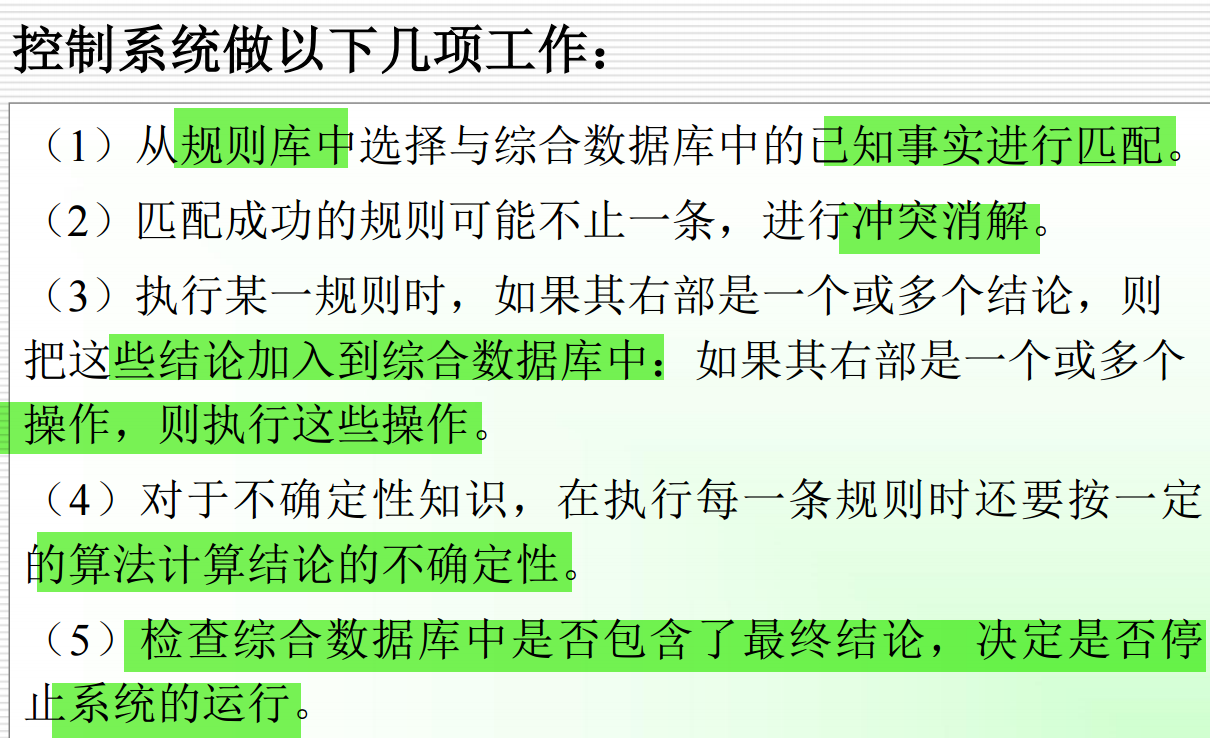 控制系统做以下几项工作：
（1）从规则库中选择与综合数据库中的已知事实进行匹配。
（2）匹配成功的规则可能不止一条，进行冲突消解。
（3）执行某一规则时，如果其右部是一个或多个结论，则
把这些结论加入到综合数据库中：如果其右部是一个或多个
操作，则执行这些操作。
（4）对于不确定性知识，在执行每一条规则时还要按一定
的算法计算结论的不确定性。
（5）检查综合数据库中是否包含了最终结论，决定是否停
止系统的运行。